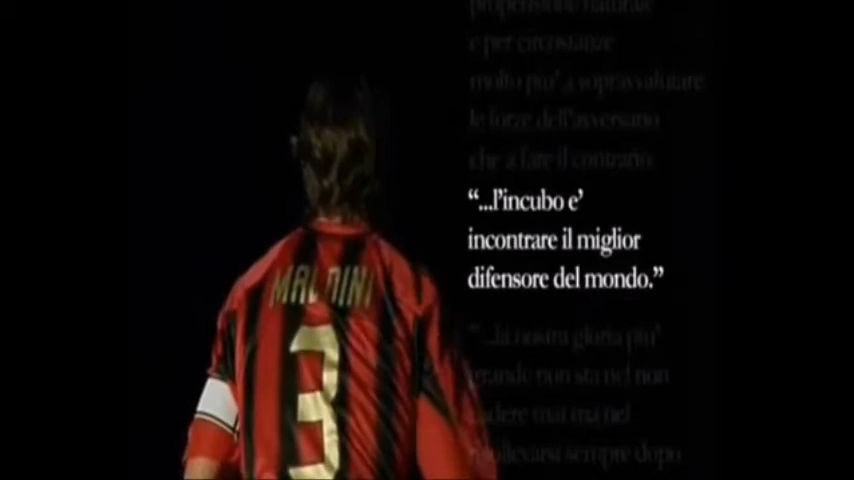 propensione naturale
e per circostanze
molto piu' a sopravvalutare
le forze dell'avversario
che a fare il contrario
“...l'incubo e'
incontrare il miglior
difensore del mondo.”
“...la nostra gloria piu'
grande non sta nel non
cadere mai ma nel
risollevarsi sempre dopo
MALDINI
3